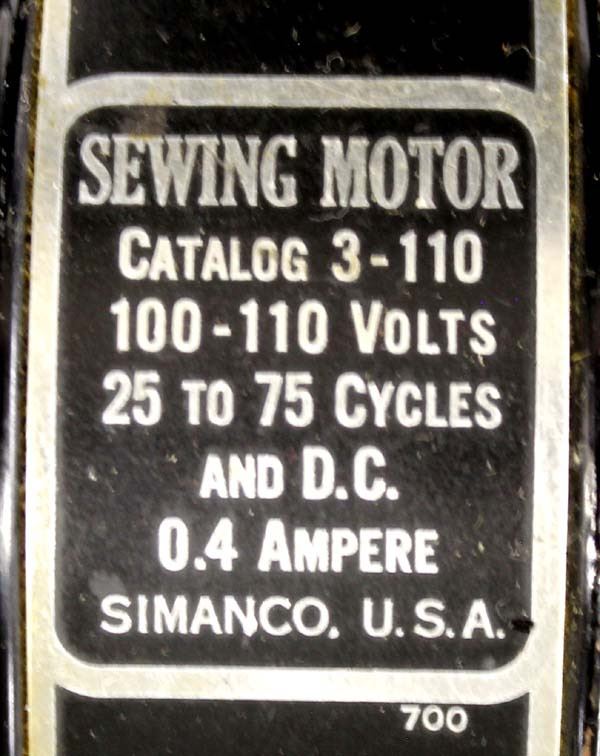 SEWING MOTOR
CATALOG 3-110
100-110 VOLTS
25 TO 75 CYCLES
AND D.C.
0.4 AMPERE
SIMANCO. U.S.A.
700